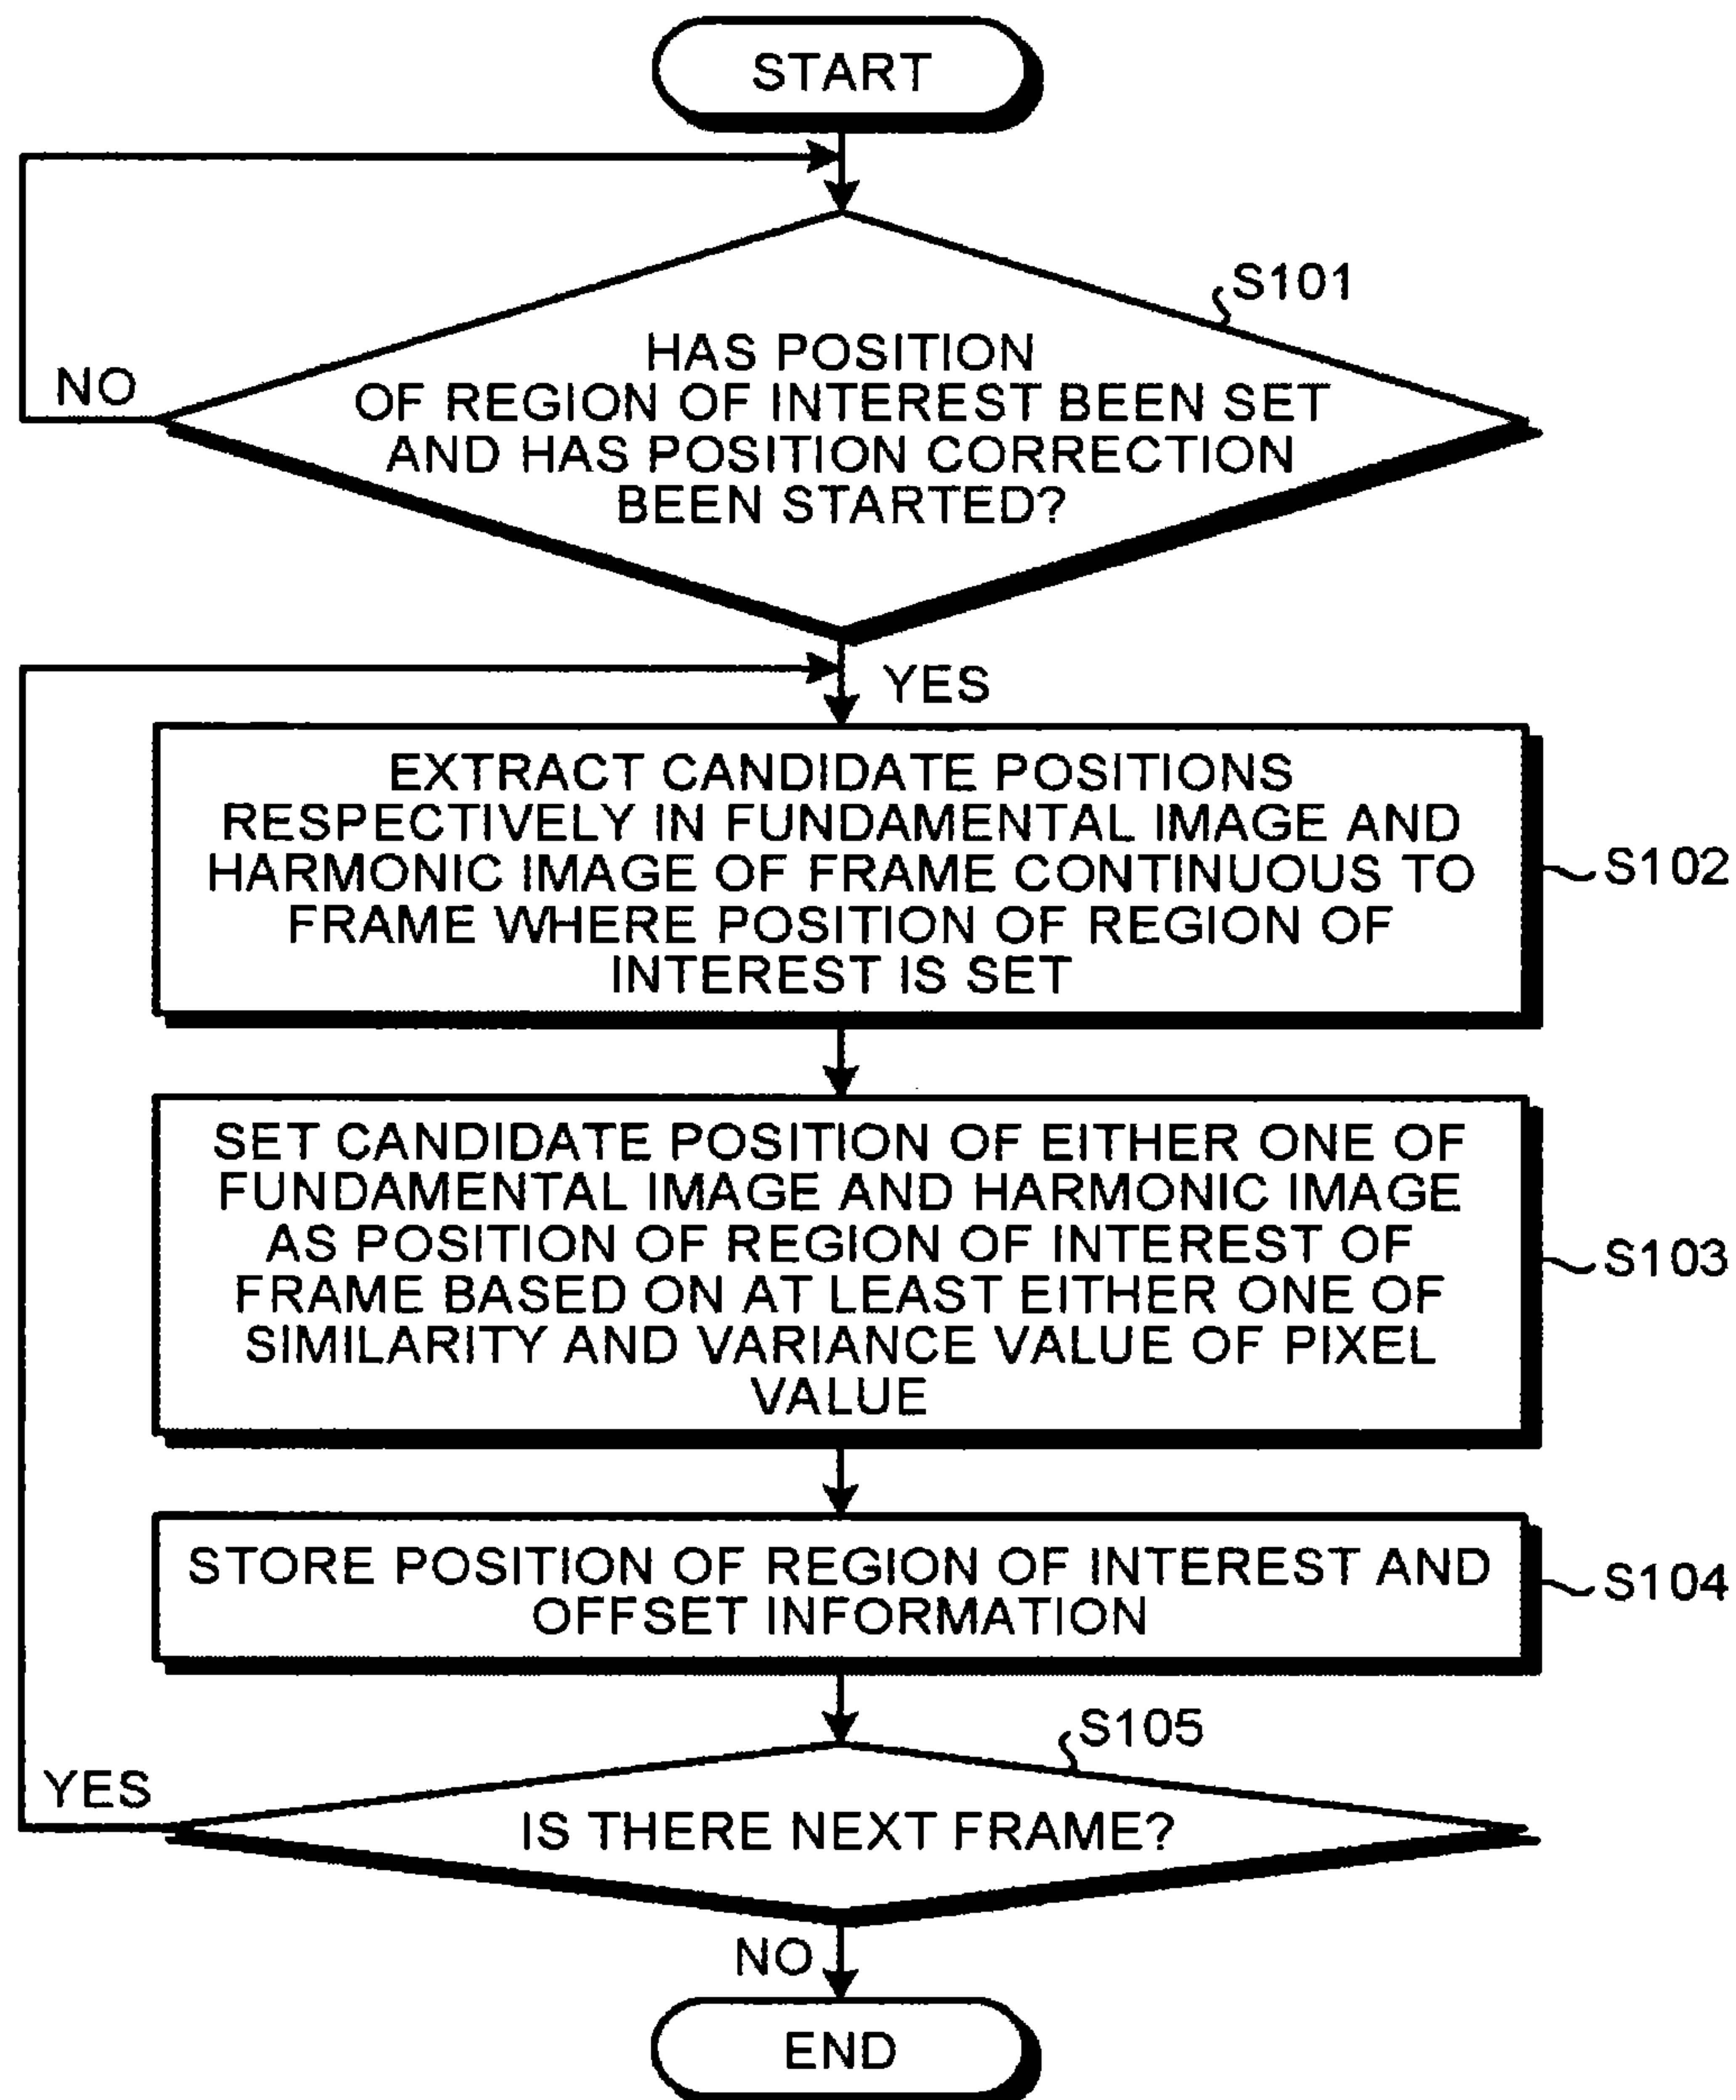 START
S101
HAS POSITION
OF REGION OF INTEREST BEEN SET
AND HAS POSITION CORRECTION
BEEN STARTED?
NO
YES
EXTRACT CANDIDATE POSITIONS
RESPECTIVELY IN FUNDAMENTAL IMAGE AND
HARMONIC IMAGE OF FRAME CONTINUOUS TO
FRAME WHERE POSITION OF REGION OF
INTEREST IS SET
S102
SET CANDIDATE POSITION OF EITHER ONE OF
FUNDAMENTAL IMAGE AND HARMONIC IMAGE
AS POSITION OF REGION OF INTEREST OF
FRAME BASED ON AT LEAST EITHER ONE OF
SIMILARITY AND VARIANCE VALUE OF PIXEL
VALUE
S103
STORE POSITION OF REGION OF INTEREST AND
OFFSET INFORMATION
S104
S105
YES
IS THERE NEXT FRAME?
NO
END